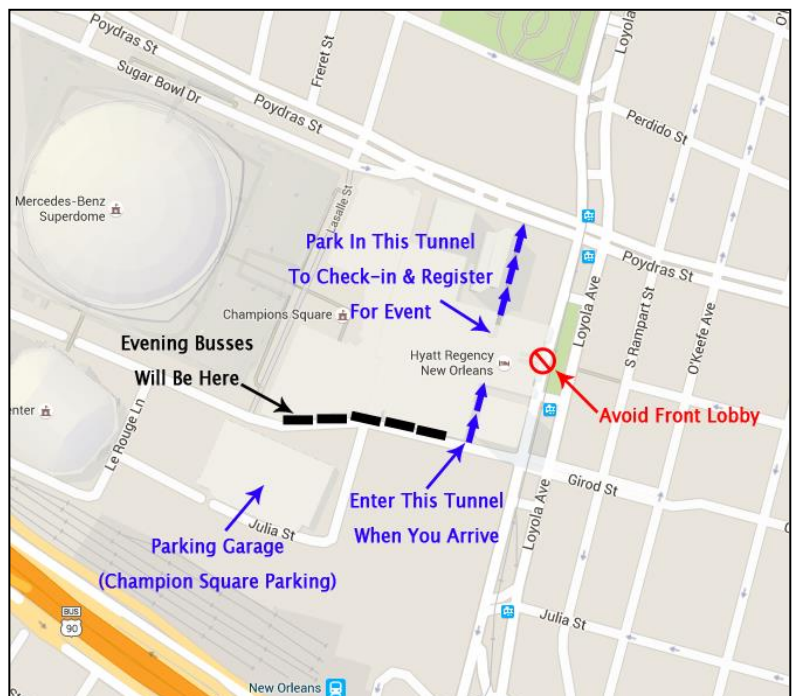 Poydras St
Sugar Bowl Dr
Freret St
Poydras St
Loyola
Perdido St
Mercedes-Benz
Superdome
Lasalle St
Park In This Tunnel
To Check-in & Register
For Event
Poydras St
Loyola Ave
S Rampart St
O'Keefe Ave
Champions Square
Evening Busses
Will Be Here
Hyatt Regency
New Orleans
Avoid Front Lobby
enter
Le Rouge Ln
Enter This Tunnel
When You Arrive
Girod St
Loyola Ave
Julia St
Parking Garage
(Champion Square Parking)
BUS
90
Julia St
New Orleans